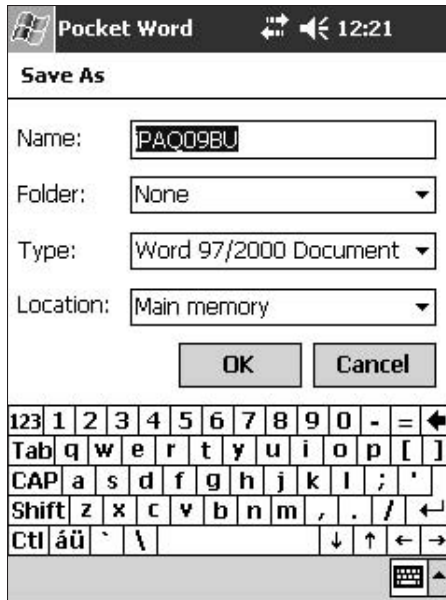 Pocket Word 12:21
Save As
Name: iPAQ09BU
Folder: None
Type: Word 97/2000 Document
Location: Main memory
OK Cancel
123 1 2 3 4 5 6 7 8 9 0 - =
Tab q w e r t y u i o p [ ]
CAP a s d f g h j k l ; '
Shift z x c v b n m , . /
Ctl áü ` \ ↓ ↑ ← →